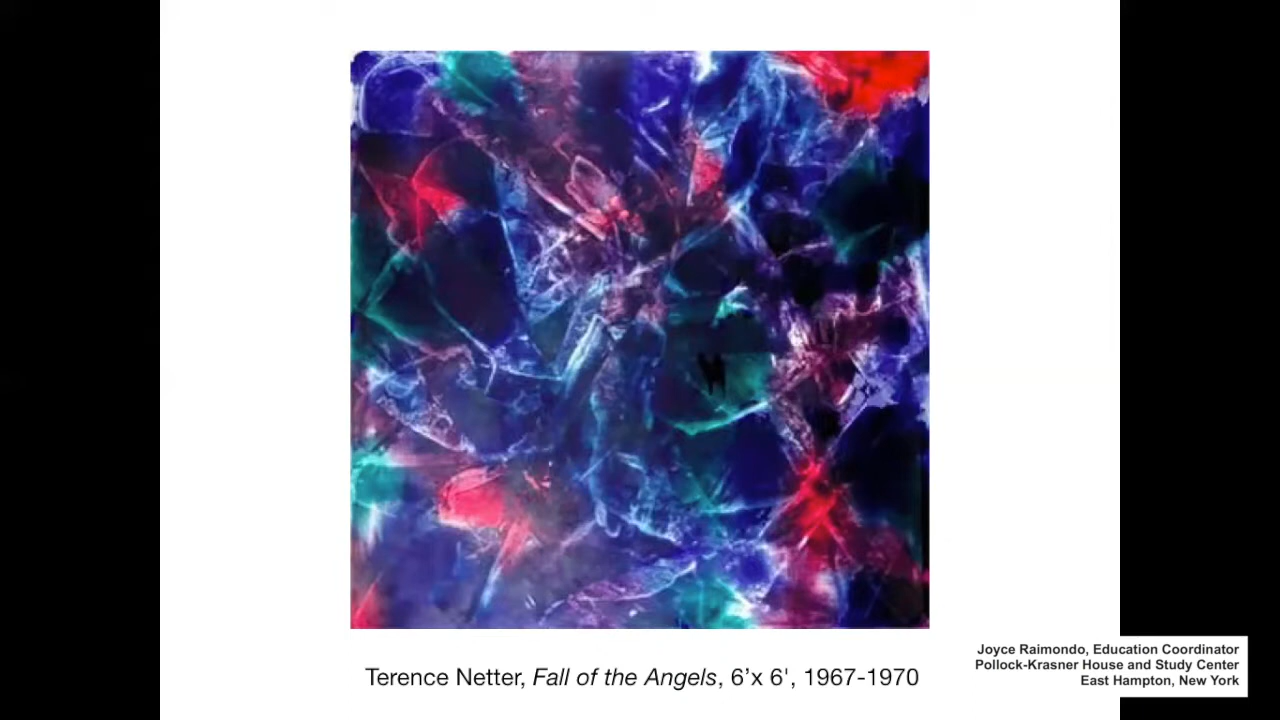 Terence Netter, Fall of the Angels, 6’x 6', 1967-1970
Joyce Raimondo, Education Coordinator
Pollock-Krasner House and Study Center
East Hampton, New York